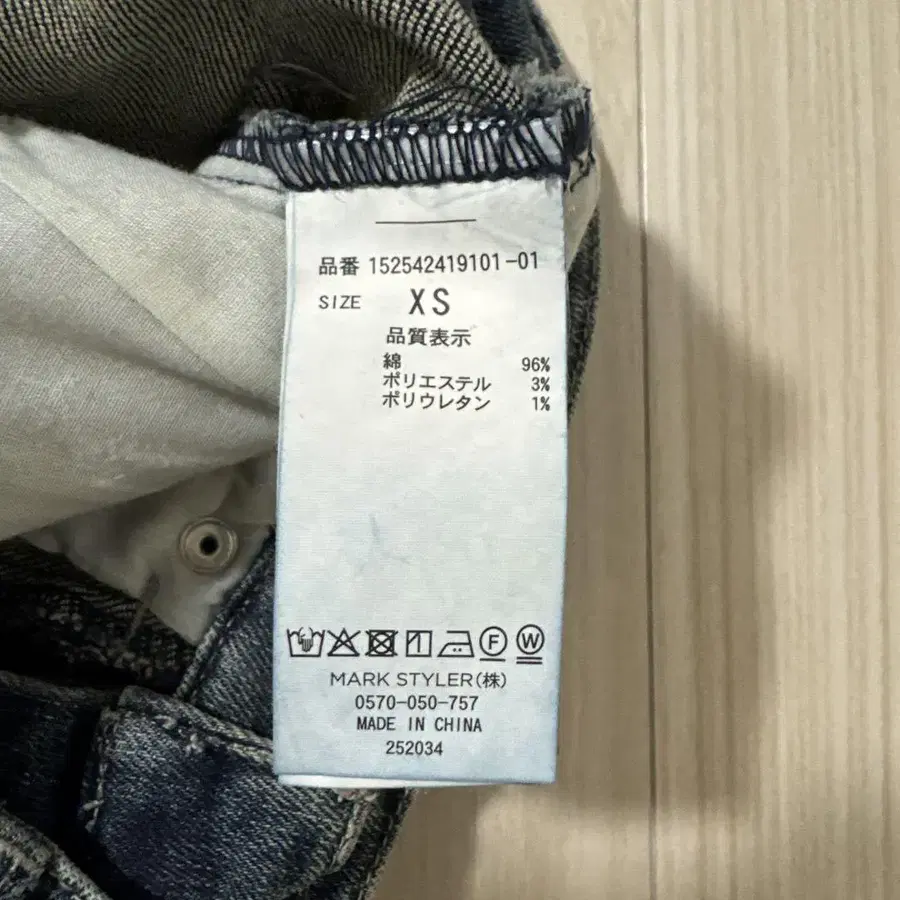 品番 152542419101-01
SIZE XS
品質表示
綿 96%
ポリエステル 3%
ポリウレタン 1%
F W
MARK STYLER(株)
0570-050-757
MADE IN CHINA
252034